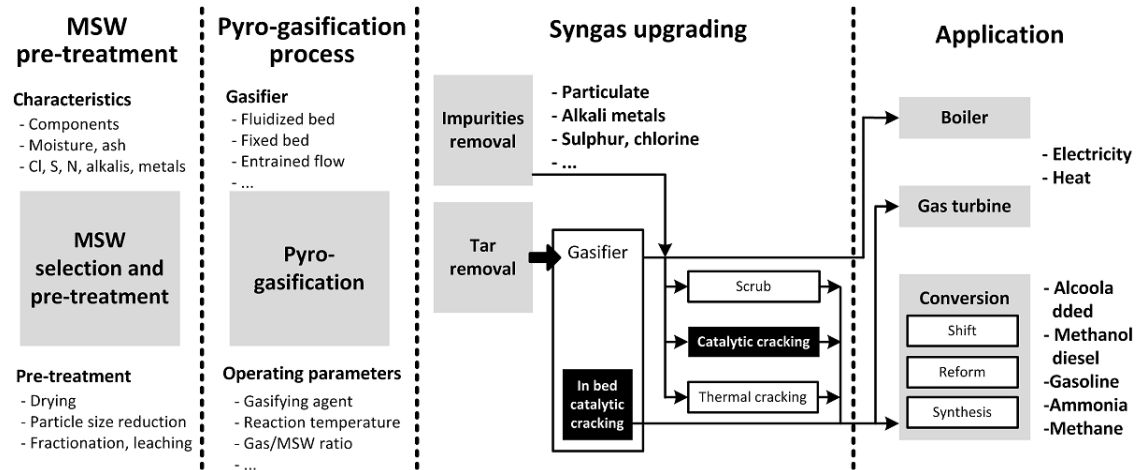 MSW
pre-treatment
Characteristics
- Components
- Moisture, ash
- Cl, S, N, alkalis, metals
MSW
selection and
pre-treatment
Pre-treatment
- Drying
- Particle size reduction
- Fractionation, leaching
Pyro-gasification
process
Gasifier
- Fluidized bed
- Fixed bed
- Entrained flow
- ...
Pyro-
gasification
Operating parameters
- Gasifying agent
- Reaction temperature
- Gas/MSW ratio
- ...
Syngas upgrading
Impurities
removal
- Particulate
- Alkali metals
- Sulphur, chlorine
- ...
Tar
removal
Gasifier
In bed
catalytic
cracking
Scrub
Catalytic cracking
Thermal cracking
Application
Boiler
Gas turbine
- Electricity
- Heat
Conversion
Shift
Reform
Synthesis
- Alcoola
dded
- Methanol
diesel
-Gasoline
- Ammonia
- Methane